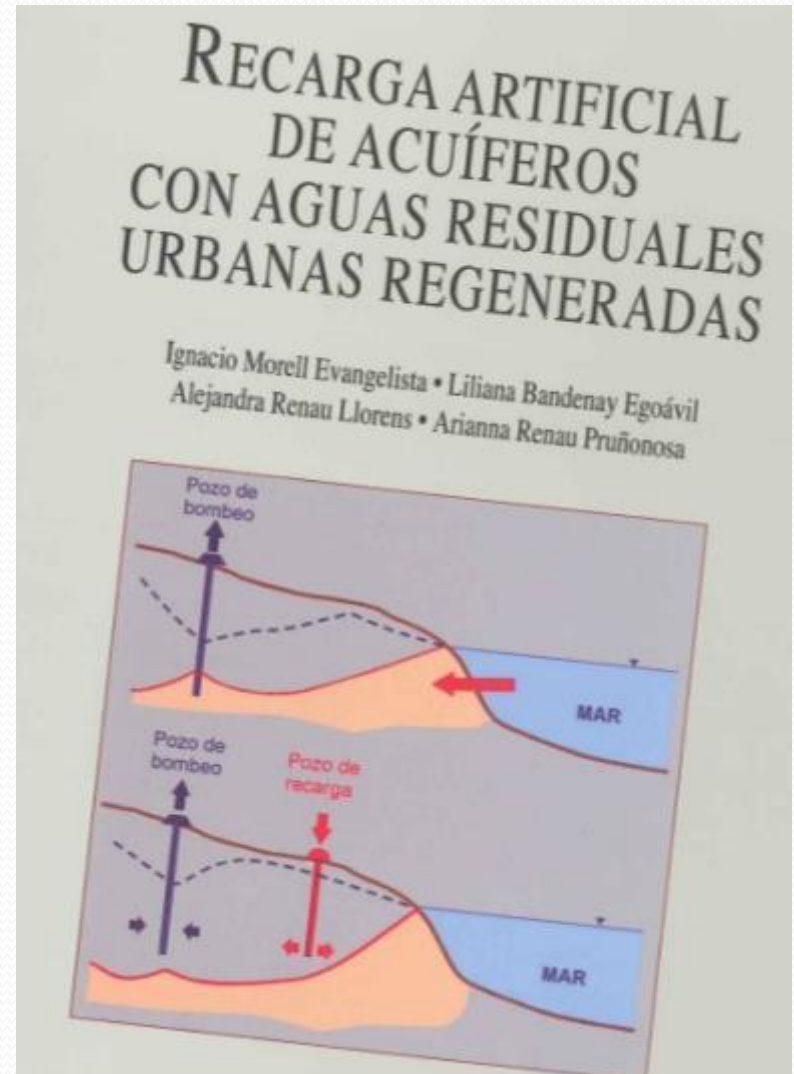 RECARGA ARTIFICIAL
DE ACUÍFEROS
CON AGUAS RESIDUALES
URBANAS REGENERADAS
Ignacio Morell Evangelista • Liliana Bandenay Egoávil
Alejandra Renau Llorens • Arianna Renau Pruñonosa
Pozo de
bombeo
MAR
Pozo de
bombeo
Pozo de
recarga
MAR